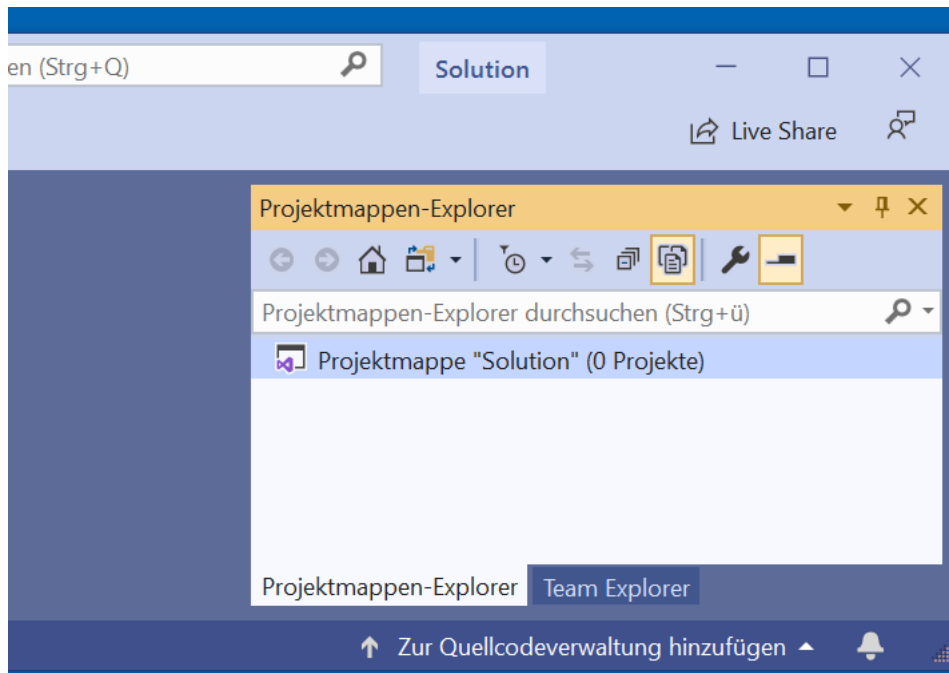 en (Strg+Q)
Solution
Live Share
Projektmappen-Explorer
Projektmappen-Explorer durchsuchen (Strg+ü)
Projektmappe "Solution" (0 Projekte)
Projektmappen-Explorer
Team Explorer
Zur Quellcodeverwaltung hinzufügen